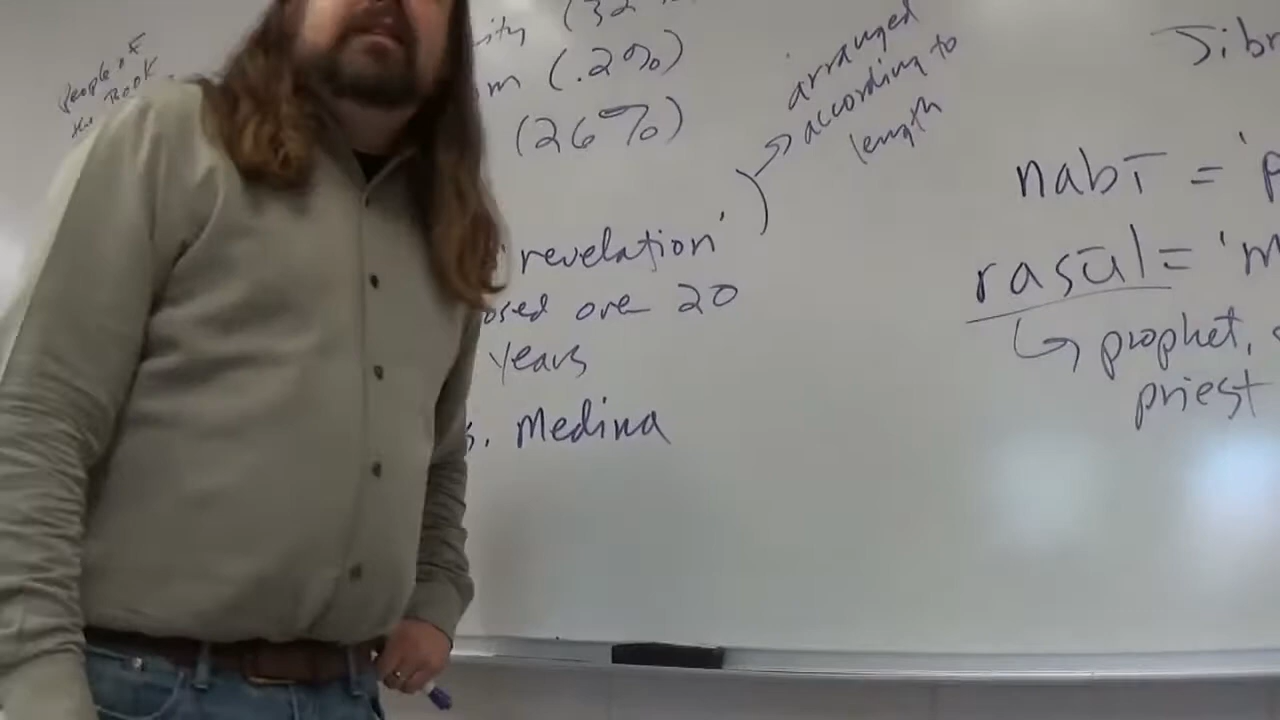 people of
the BOOK
ity (32
m (.2%)
(26%)
arranged
according to
length
'revelation'
osed over 20
years
s. Medina
Jibr
nabī = 'p
rasūl = 'm
prophet,
priest